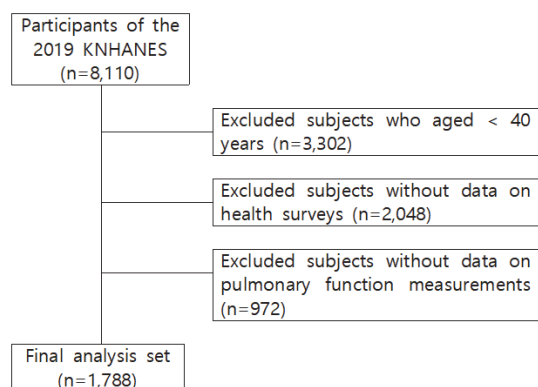 Participants of the
2019 KNHANES
(n=8,110)
Excluded subjects who aged < 40
years (n=3,302)
Excluded subjects without data on
health surveys (n=2,048)
Excluded subjects without data on
pulmonary function measurements
(n=972)
Final analysis set
(n=1,788)